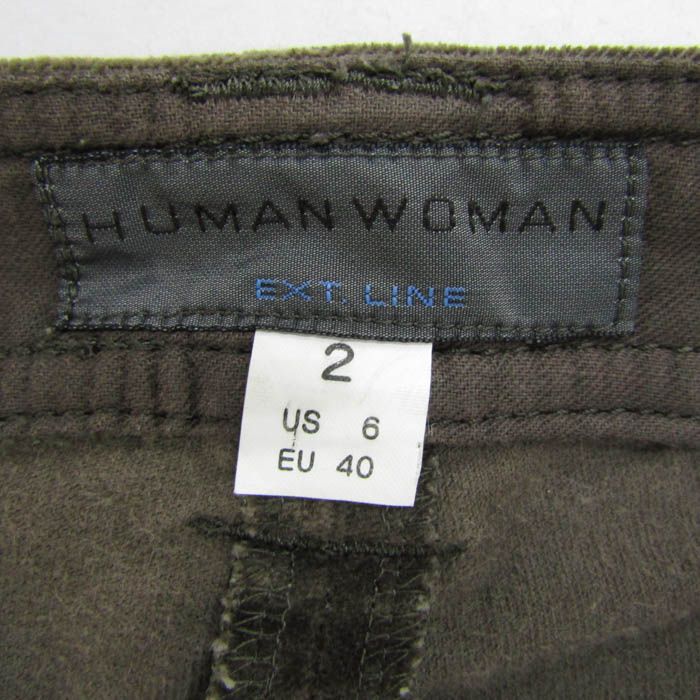 HUMAN WOMAN
EXT. LINE
2
US 6
EU 40